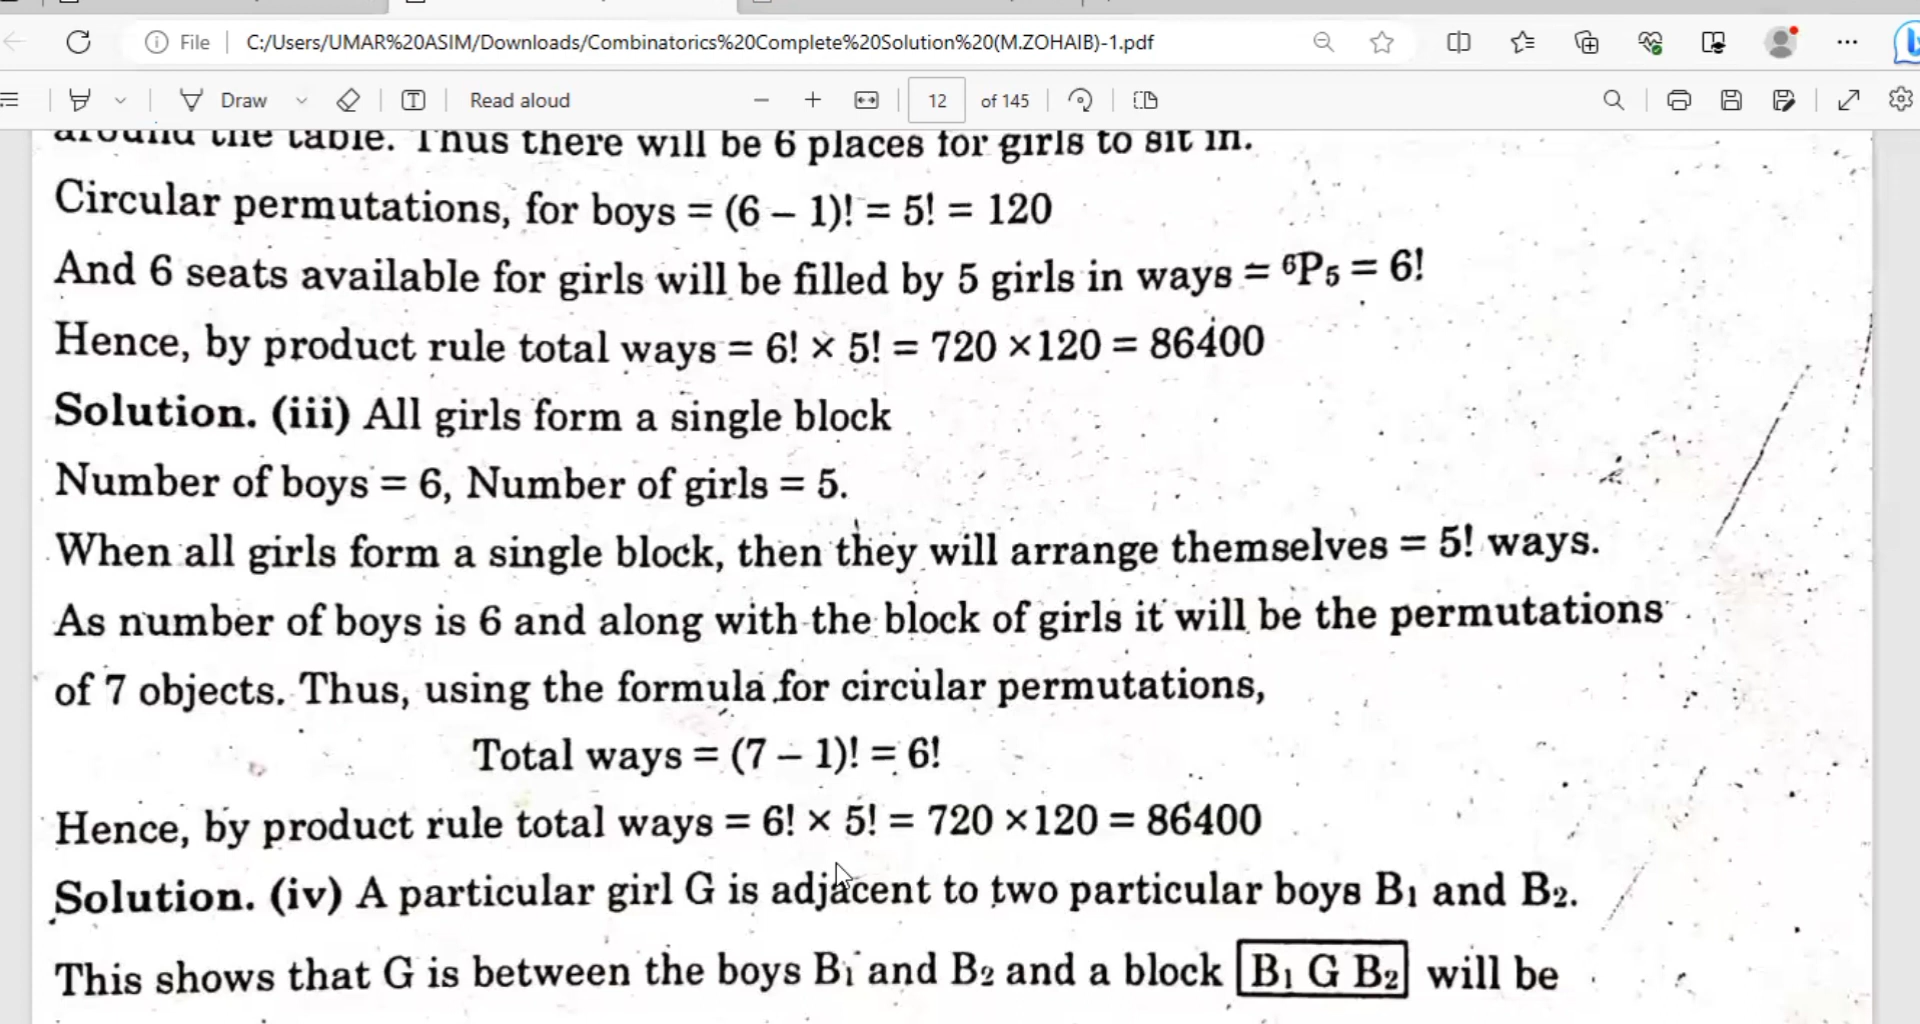 File C:/Users/UMAR%20ASIM/Downloads/Combinatorics%20Complete%20Solution%20(M.ZOHAIB)-1.pdf
Draw Read aloud 12 of 145
around the table. Thus there will be 6 places for girls to sit in.
Circular permutations, for boys = (6 – 1)! = 5! = 120
And 6 seats available for girls will be filled by 5 girls in ways = ⁶P₅ = 6!
Hence, by product rule total ways = 6! × 5! = 720 ×120 = 86400
Solution. (iii) All girls form a single block
Number of boys = 6, Number of girls = 5.
When all girls form a single block, then they will arrange themselves = 5! ways.
As number of boys is 6 and along with the block of girls it will be the permutations
of 7 objects. Thus, using the formula for circular permutations,
Total ways = (7 – 1)! = 6!
Hence, by product rule total ways = 6! × 5! = 720 ×120 = 86400
Solution. (iv) A particular girl G is adjacent to two particular boys B₁ and B₂.
This shows that G is between the boys B₁ and B₂ and a block B₁ G B₂ will be